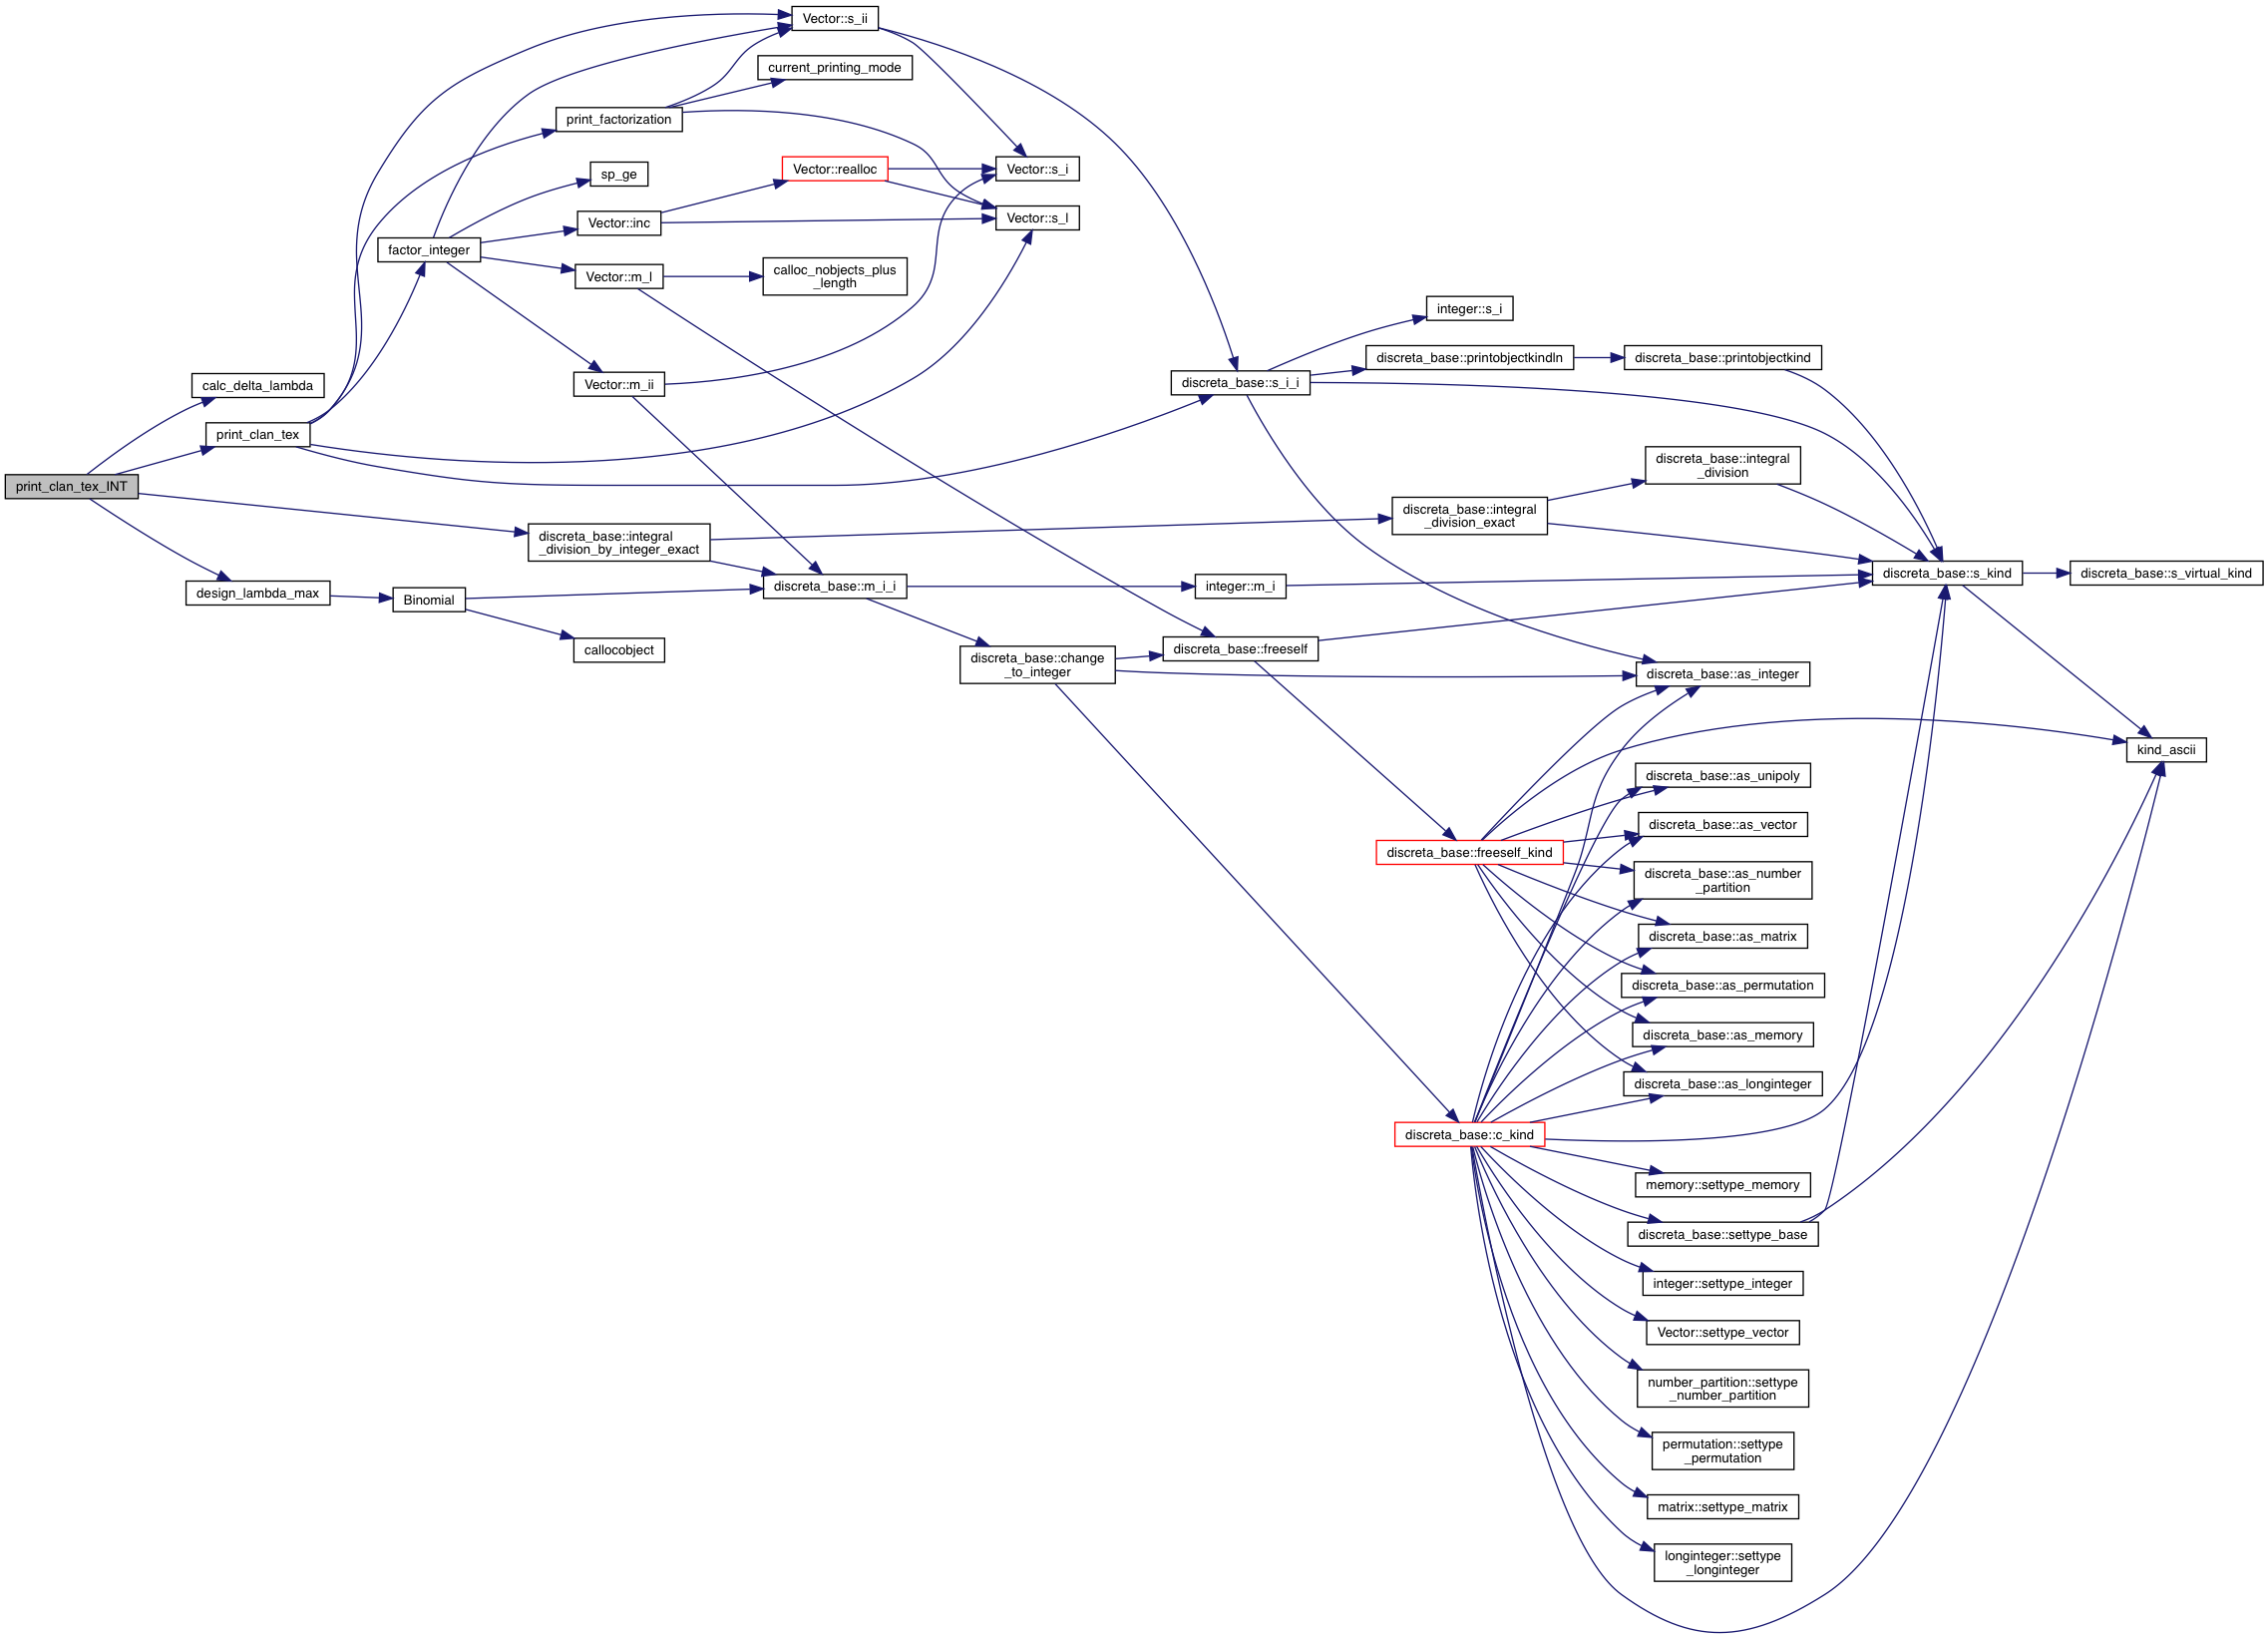 Vector::s_ii
current_printing_mode
print_factorization
Vector::realloc
Vector::s_i
sp_ge
Vector::inc
Vector::s_l
factor_integer
Vector::m_l
calloc_nobjects_plus
_length
integer::s_i
discreta_base::printobjectkindln
discreta_base::printobjectkind
calc_delta_lambda
Vector::m_ii
discreta_base::s_i_i
print_clan_tex
discreta_base::integral
_division
print_clan_tex_INT
discreta_base::integral
_division_exact
discreta_base::integral
_division_by_integer_exact
discreta_base::s_kind
discreta_base::s_virtual_kind
design_lambda_max
Binomial
discreta_base::m_i_i
integer::m_i
callocobject
discreta_base::change
_to_integer
discreta_base::freeself
discreta_base::as_integer
kind_ascii
discreta_base::as_unipoly
discreta_base::as_vector
discreta_base::freeself_kind
discreta_base::as_number
_partition
discreta_base::as_matrix
discreta_base::as_permutation
discreta_base::as_memory
discreta_base::as_longinteger
discreta_base::c_kind
memory::settype_memory
discreta_base::settype_base
integer::settype_integer
Vector::settype_vector
number_partition::settype
_number_partition
permutation::settype
_permutation
matrix::settype_matrix
longinteger::settype
_longinteger